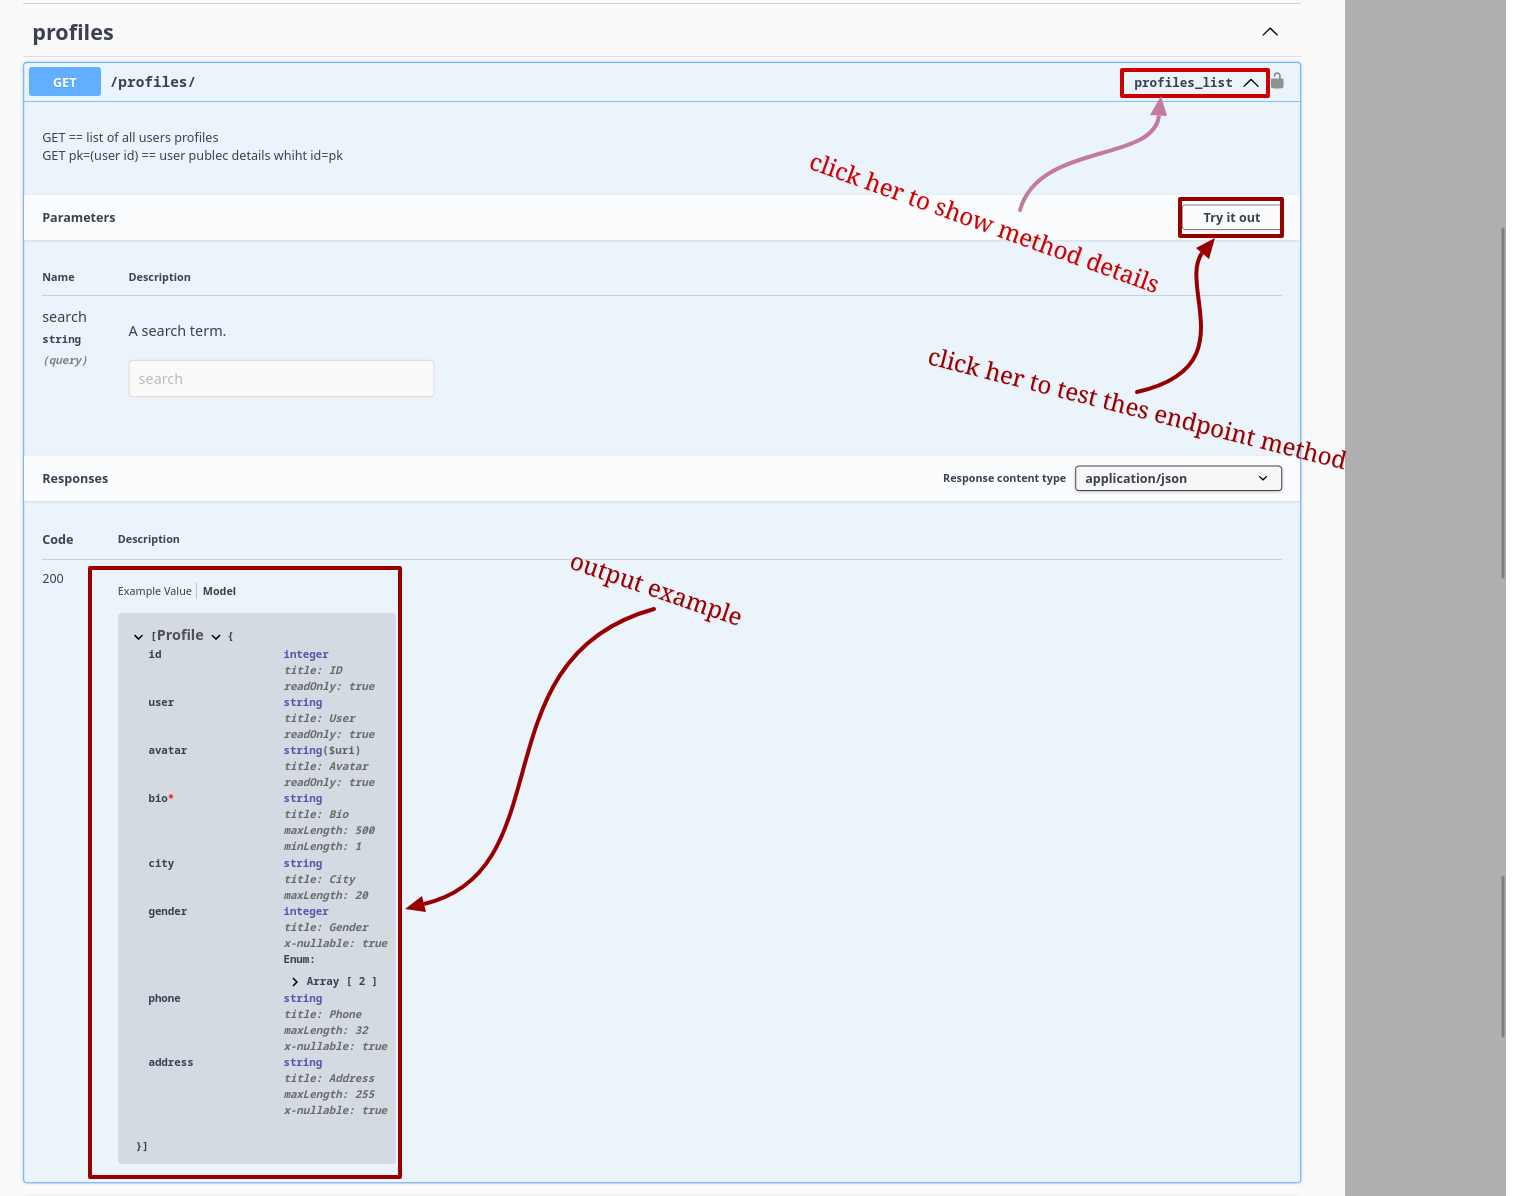 profiles
GET /profiles/ profiles_list
GET == list of all users profiles
GET pk=(user id) == user publec details whiht id=pk
click her to show method details
Parameters
Try it out
Name Description
search
string
(query)
A search term.
search
click her to test thes endpoint method
Responses
Response content type application/json
Code Description
200
output example
Example Value Model
[Profile {
id integer
title: ID
readOnly: true
user string
title: User
readOnly: true
avatar string($uri)
title: Avatar
readOnly: true
bio* string
title: Bio
maxLength: 500
minLength: 1
city string
title: City
maxLength: 20
gender integer
title: Gender
x-nullable: true
Enum:
Array [ 2 ]
phone string
title: Phone
maxLength: 32
x-nullable: true
address string
title: Address
maxLength: 255
x-nullable: true
}]